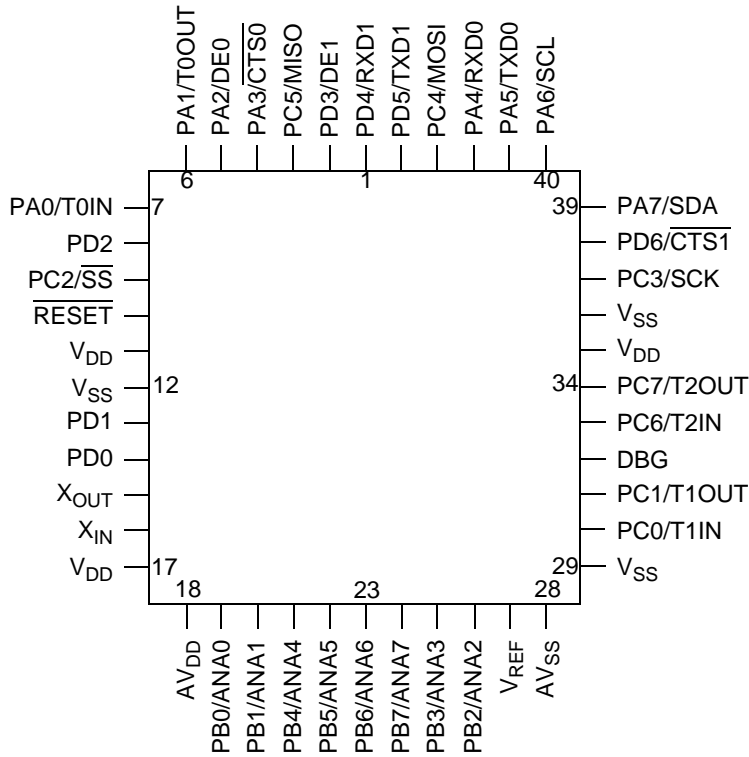 PA1/T0OUT
PA2/DE0
PA3/CTS0
PC5/MISO
PD3/DE1
PD4/RXD1
PD5/TXD1
PC4/MOSI
PA4/RXD0
PA5/TXD0
PA6/SCL
6
1
40
PA0/T0IN
7
39
PA7/SDA
PD2
PD6/CTS1
PC2/SS
PC3/SCK
RESET
VSS
VDD
VDD
VSS
12
34
PC7/T2OUT
PD1
PC6/T2IN
PD0
DBG
XOUT
PC1/T1OUT
XIN
PC0/T1IN
VDD
17
29
VSS
18
23
28
AVDD
PB0/ANA0
PB1/ANA1
PB4/ANA4
PB5/ANA5
PB6/ANA6
PB7/ANA7
PB3/ANA3
PB2/ANA2
VREF
AVSS